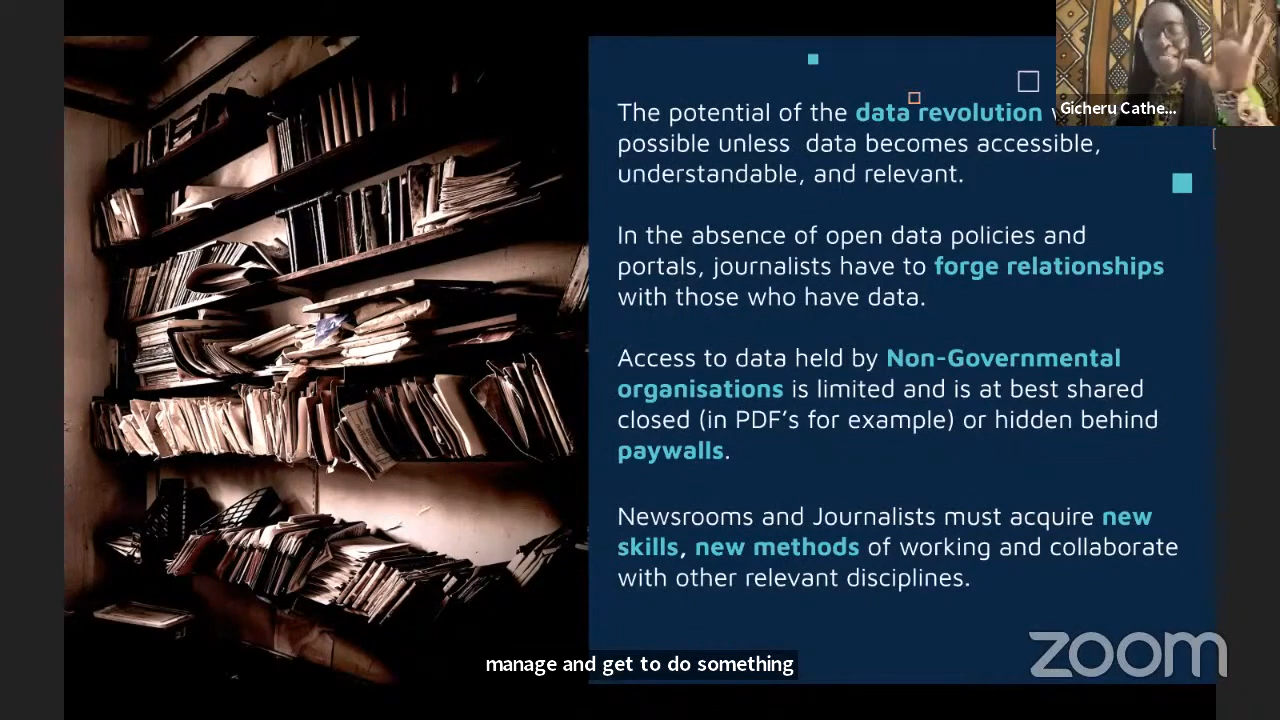 The potential of the data revolution
possible unless data becomes accessible,
understandable, and relevant.
In the absence of open data policies and
portals, journalists have to forge relationships
with those who have data.
Access to data held by Non-Governmental
organisations is limited and is at best shared
closed (in PDF's for example) or hidden behind
paywalls.
Newsrooms and Journalists must acquire new
skills, new methods of working and collaborate
with other relevant disciplines.
Gicheru Cathe...
manage and get to do something
zoom